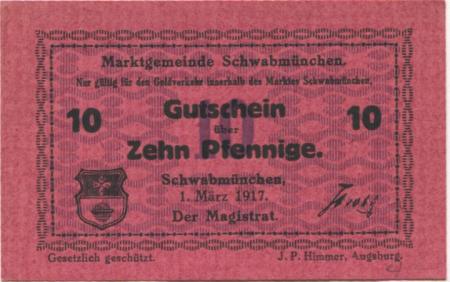 Marktgemeinde Schwabmünchen.
Nur gültig für den Geldverkehr innerhalb des Marktes Schwabmünchen.
10 Gutschein 10
über
Zehn Pfennige.
Schwabmünchen,
1. März 1917.
Der Magistrat.
Gesetzlich geschützt. J. P. Himmer, Augsburg.